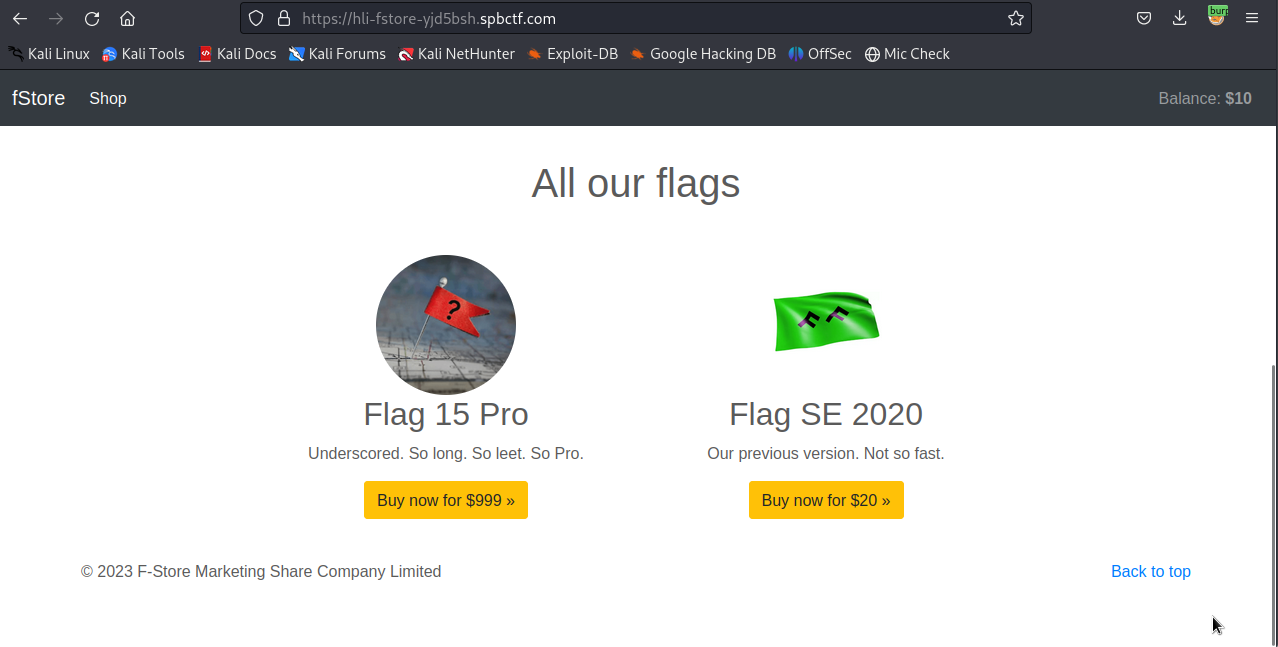 https://hli-fstore-yjd5bsh.spbctf.com
burp
Kali Linux Kali Tools Kali Docs Kali Forums Kali NetHunter Exploit-DB Google Hacking DB OffSec Mic Check
fStore Shop Balance: $10
All our flags
?
F F
Flag 15 Pro Flag SE 2020
Underscored. So long. So leet. So Pro. Our previous version. Not so fast.
Buy now for $999 » Buy now for $20 »
© 2023 F-Store Marketing Share Company Limited Back to top